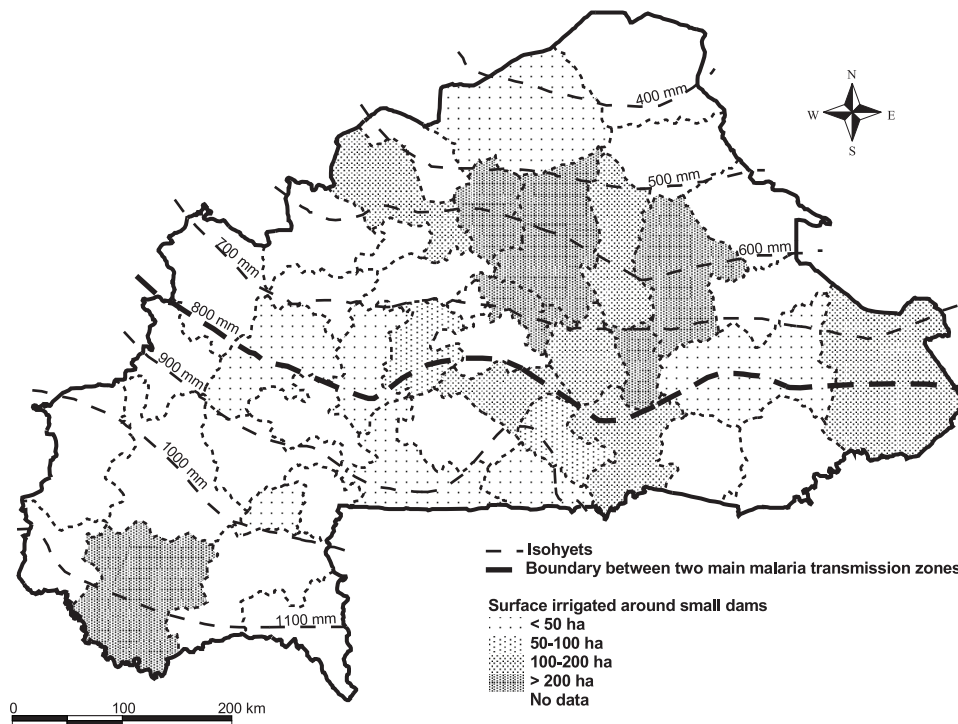 N
W E
S
400 mm
500 mm
600 mm
700 mm
800 mm
900 mm
1000 mm
1100 mm
Isohyets
Boundary between two main malaria transmission zones
Surface irrigated around small dams
< 50 ha
50-100 ha
100-200 ha
> 200 ha
No data
0 100 200 km